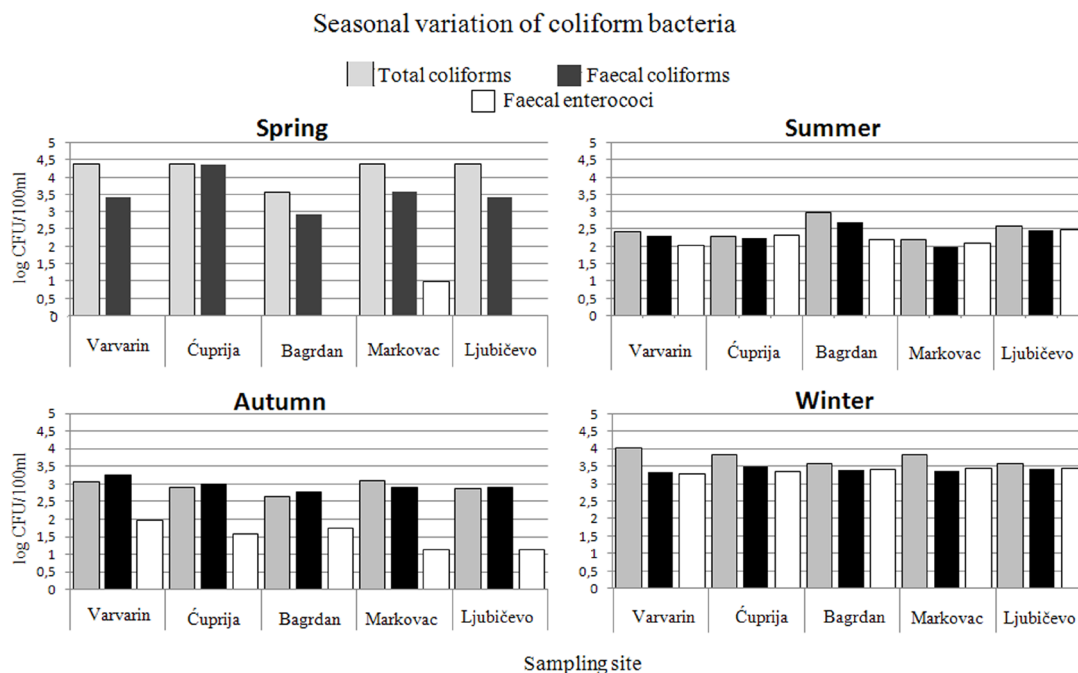 Seasonal variation of coliform bacteria
Total coliforms
Faecal coliforms
Faecal enterococi
Spring
log CFU/100ml
5
4,5
4
3,5
3
2,5
2
1,5
1
0,5
0
Varvarin
Ćuprija
Bagrdan
Markovac
Ljubičevo
Summer
5
4,5
4
3,5
3
2,5
2
1,5
1
0,5
0
Varvarin
Ćuprija
Bagrdan
Markovac
Ljubičevo
Autumn
log CFU/100ml
5
4,5
4
3,5
3
2,5
2
1,5
1
0,5
0
Varvarin
Ćuprija
Bagrdan
Markovac
Ljubičevo
Winter
5
4,5
4
3,5
3
2,5
2
1,5
1
0,5
0
Varvarin
Ćuprija
Bagrdan
Markovac
Ljubičevo
Sampling site